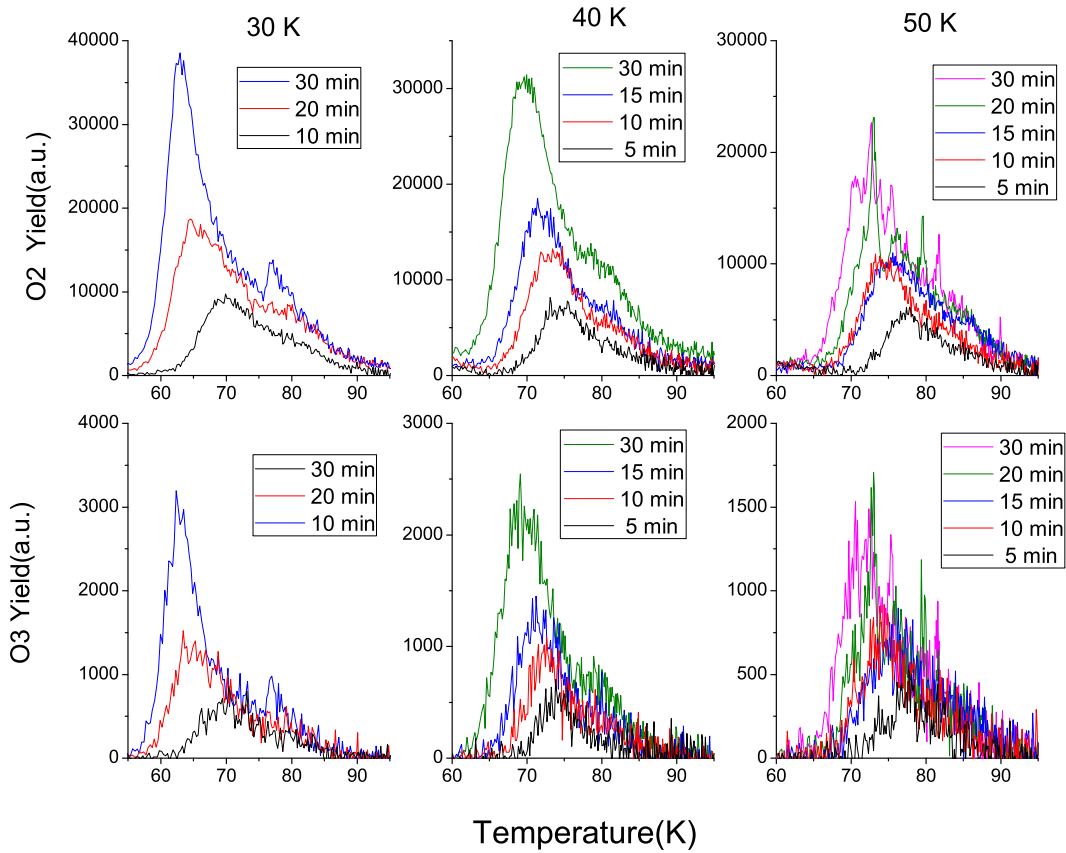 30 K
40 K
50 K
O2 Yield(a.u.)
40000
30000
20000
10000
0
60
70
80
90
30 min
20 min
10 min
30000
20000
10000
0
60
70
80
90
30 min
15 min
10 min
5 min
30000
20000
10000
0
60
70
80
90
30 min
20 min
15 min
10 min
5 min
O3 Yield(a.u.)
4000
3000
2000
1000
0
60
70
80
90
30 min
20 min
10 min
3000
2000
1000
0
60
70
80
90
30 min
15 min
10 min
5 min
2000
1500
1000
500
0
60
70
80
90
30 min
20 min
15 min
10 min
5 min
Temperature(K)